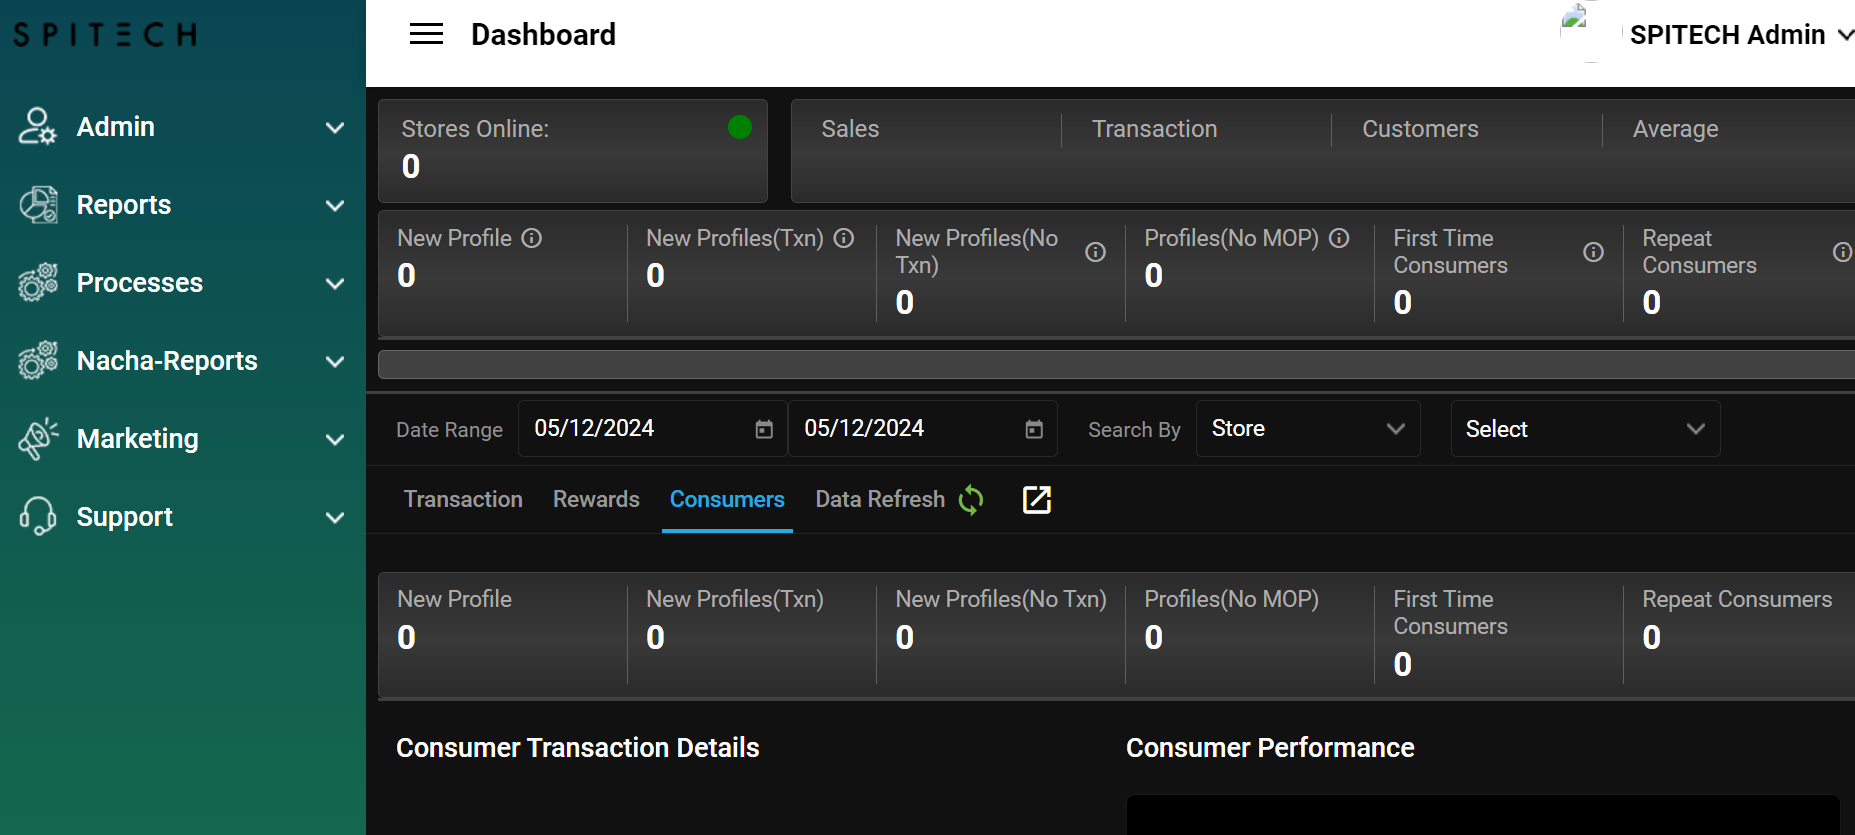 SPITECH
Dashboard
SPITECH Admin
Admin
Reports
Processes
Nacha-Reports
Marketing
Support
Stores Online:
0
Sales
Transaction
Customers
Average
New Profile
0
New Profiles(Txn)
0
New Profiles(No
Txn)
0
Profiles(No MOP)
0
First Time
Consumers
0
Repeat
Consumers
0
Date Range
05/12/2024
05/12/2024
Search By
Store
Select
Transaction
Rewards
Consumers
Data Refresh
New Profile
0
New Profiles(Txn)
0
New Profiles(No Txn)
0
Profiles(No MOP)
0
First Time
Consumers
0
Repeat Consumers
0
Consumer Transaction Details
Consumer Performance